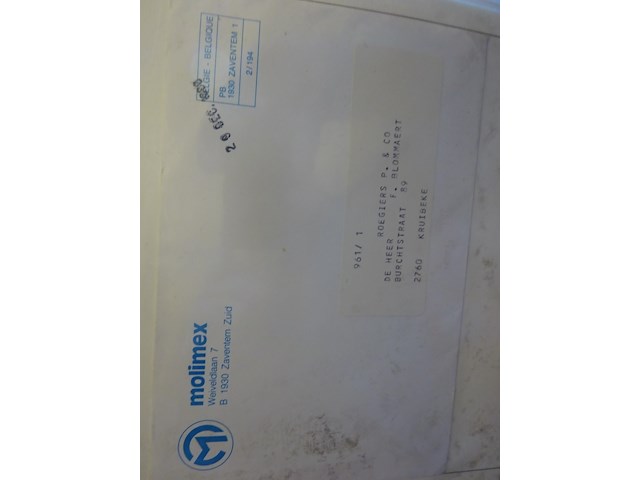 molimex
Weiveldlaan 7
B 1930 Zaventem Zuid
BELGIE - BELGIQUE
PB
1930 ZAVENTEM 1
2/194
961/ 1
ROEGIERS P. & CO
DE HEER F. BLOMMAERT
BURCHTSTRAAT 89
2760 KRUIBEKE